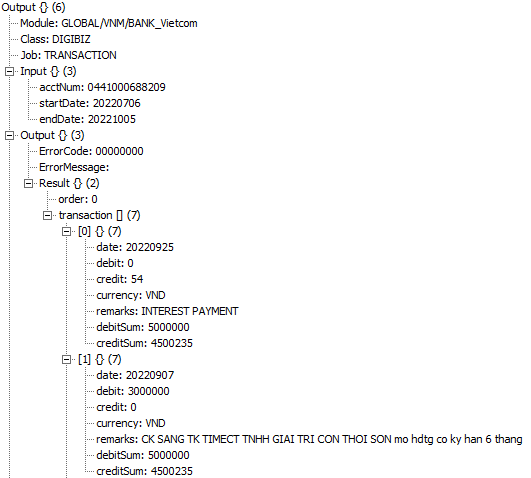 Output {} (6)
Module: GLOBAL/VNM/BANK_Vietcom
Class: DIGIBIZ
Job: TRANSACTION
Input {} (3)
acctNum: 0441000688209
startDate: 20220706
endDate: 20221005
Output {} (3)
ErrorCode: 00000000
ErrorMessage:
Result {} (2)
order: 0
transaction [] (7)
[0] {} (7)
date: 20220925
debit: 0
credit: 54
currency: VND
remarks: INTEREST PAYMENT
debitSum: 5000000
creditSum: 4500235
[1] {} (7)
date: 20220907
debit: 3000000
credit: 0
currency: VND
remarks: CK SANG TK TIMECT TNHH GIAI TRI CON THOI SON mo hdtg co ky han 6 thang
debitSum: 5000000
creditSum: 4500235